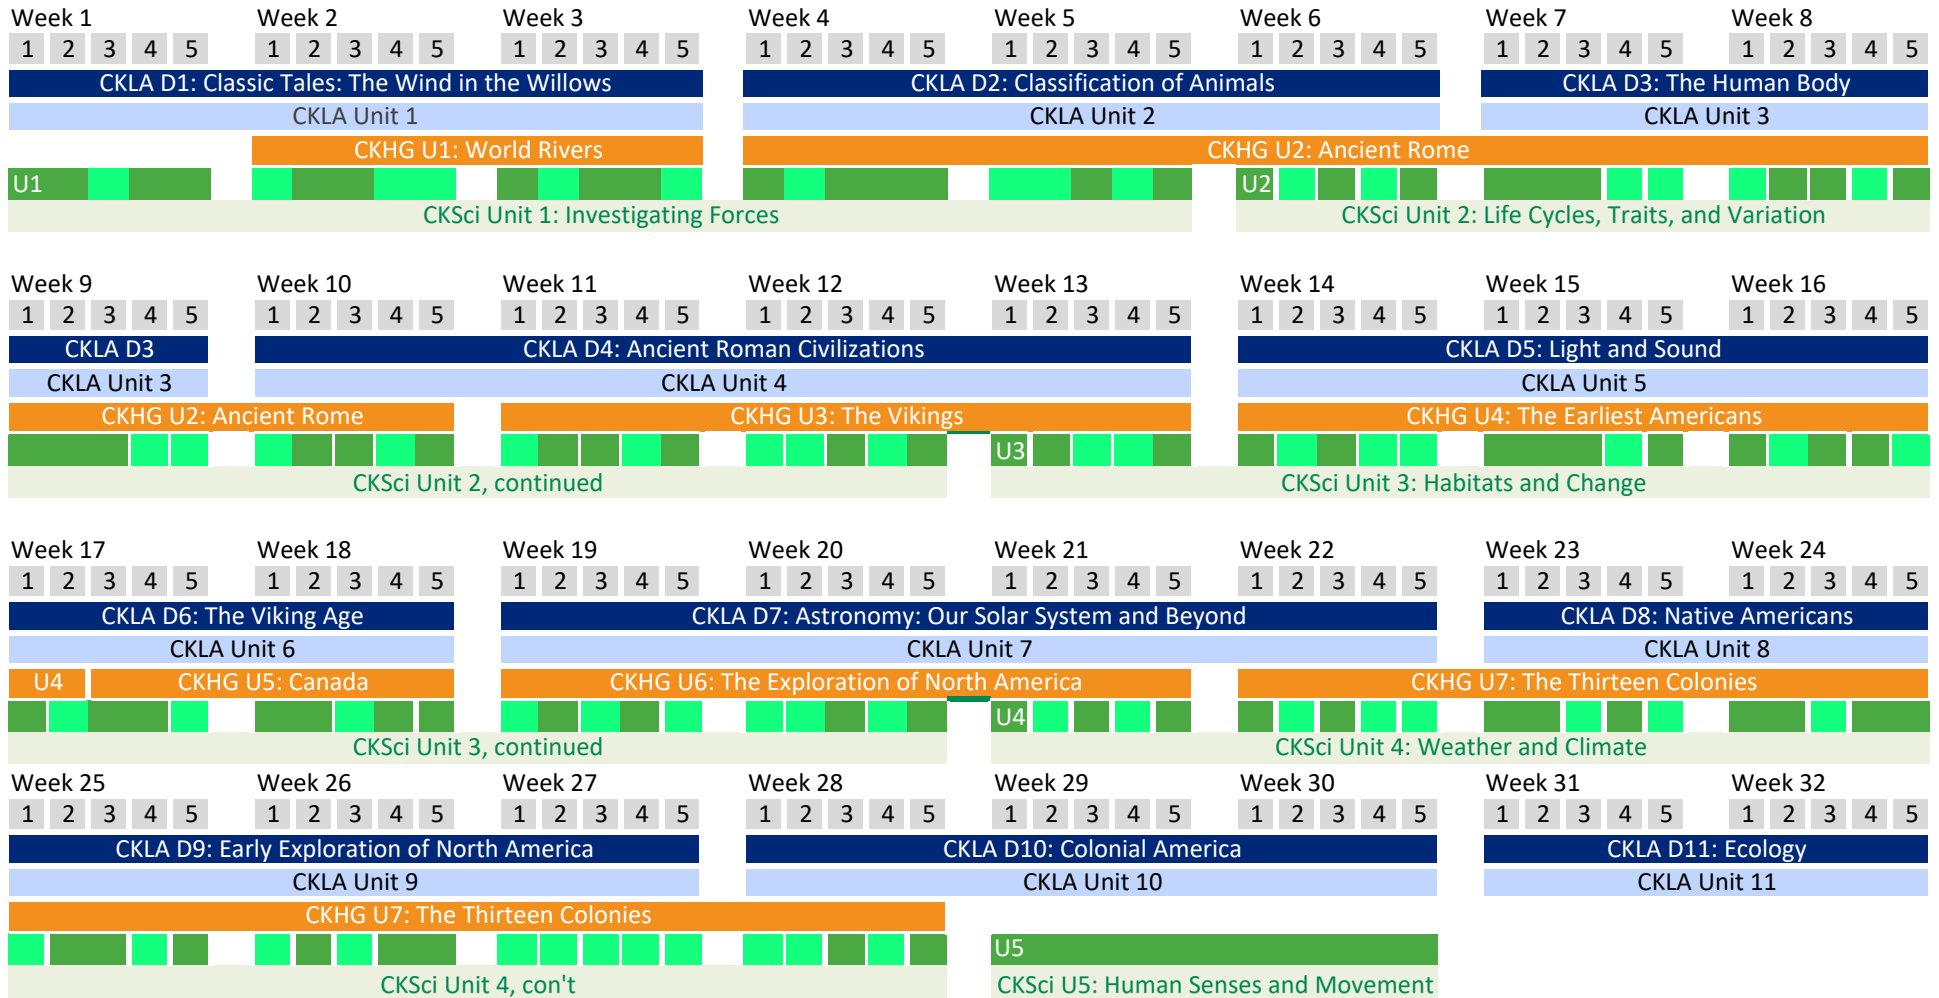 Week 1 Week 2 Week 3 Week 4 Week 5 Week 6 Week 7 Week 8
1 2 3 4 5 1 2 3 4 5 1 2 3 4 5 1 2 3 4 5 1 2 3 4 5 1 2 3 4 5 1 2 3 4 5 1 2 3 4 5
CKLA D1: Classic Tales: The Wind in the Willows CKLA D2: Classification of Animals CKLA D3: The Human Body
CKLA Unit 1 CKLA Unit 2 CKLA Unit 3
CKHG U1: World Rivers CKHG U2: Ancient Rome
U1 U2
CKSci Unit 1: Investigating Forces CKSci Unit 2: Life Cycles, Traits, and Variation
Week 9 Week 10 Week 11 Week 12 Week 13 Week 14 Week 15 Week 16
1 2 3 4 5 1 2 3 4 5 1 2 3 4 5 1 2 3 4 5 1 2 3 4 5 1 2 3 4 5 1 2 3 4 5 1 2 3 4 5
CKLA D3 CKLA D4: Ancient Roman Civilizations CKLA D5: Light and Sound
CKLA Unit 3 CKLA Unit 4 CKLA Unit 5
CKHG U2: Ancient Rome CKHG U3: The Vikings CKHG U4: The Earliest Americans
U3
CKSci Unit 2, continued CKSci Unit 3: Habitats and Change
Week 17 Week 18 Week 19 Week 20 Week 21 Week 22 Week 23 Week 24
1 2 3 4 5 1 2 3 4 5 1 2 3 4 5 1 2 3 4 5 1 2 3 4 5 1 2 3 4 5 1 2 3 4 5 1 2 3 4 5
CKLA D6: The Viking Age CKLA D7: Astronomy: Our Solar System and Beyond CKLA D8: Native Americans
CKLA Unit 6 CKLA Unit 7 CKLA Unit 8
U4 CKHG U5: Canada CKHG U6: The Exploration of North America CKHG U7: The Thirteen Colonies
U4
CKSci Unit 3, continued CKSci Unit 4: Weather and Climate
Week 25 Week 26 Week 27 Week 28 Week 29 Week 30 Week 31 Week 32
1 2 3 4 5 1 2 3 4 5 1 2 3 4 5 1 2 3 4 5 1 2 3 4 5 1 2 3 4 5 1 2 3 4 5 1 2 3 4 5
CKLA D9: Early Exploration of North America CKLA D10: Colonial America CKLA D11: Ecology
CKLA Unit 9 CKLA Unit 10 CKLA Unit 11
CKHG U7: The Thirteen Colonies
U5
CKSci Unit 4, con't CKSci U5: Human Senses and Movement